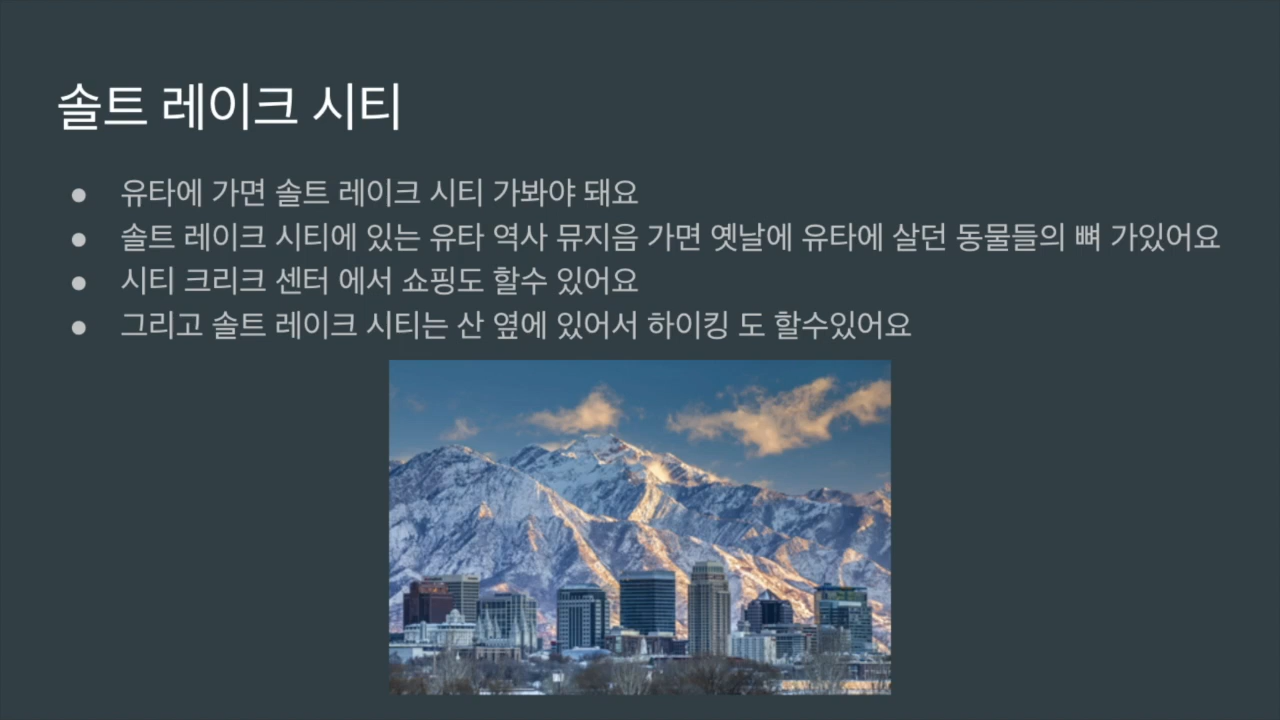 솔트 레이크 시티
● 유타에 가면 솔트 레이크 시티 가봐야 돼요
● 솔트 레이크 시티에 있는 유타 역사 뮤지음 가면 옛날에 유타에 살던 동물들의 뼈 가있어요
● 시티 크리크 센터 에서 쇼핑도 할수 있어요
● 그리고 솔트 레이크 시티는 산 옆에 있어서 하이킹 도 할수있어요